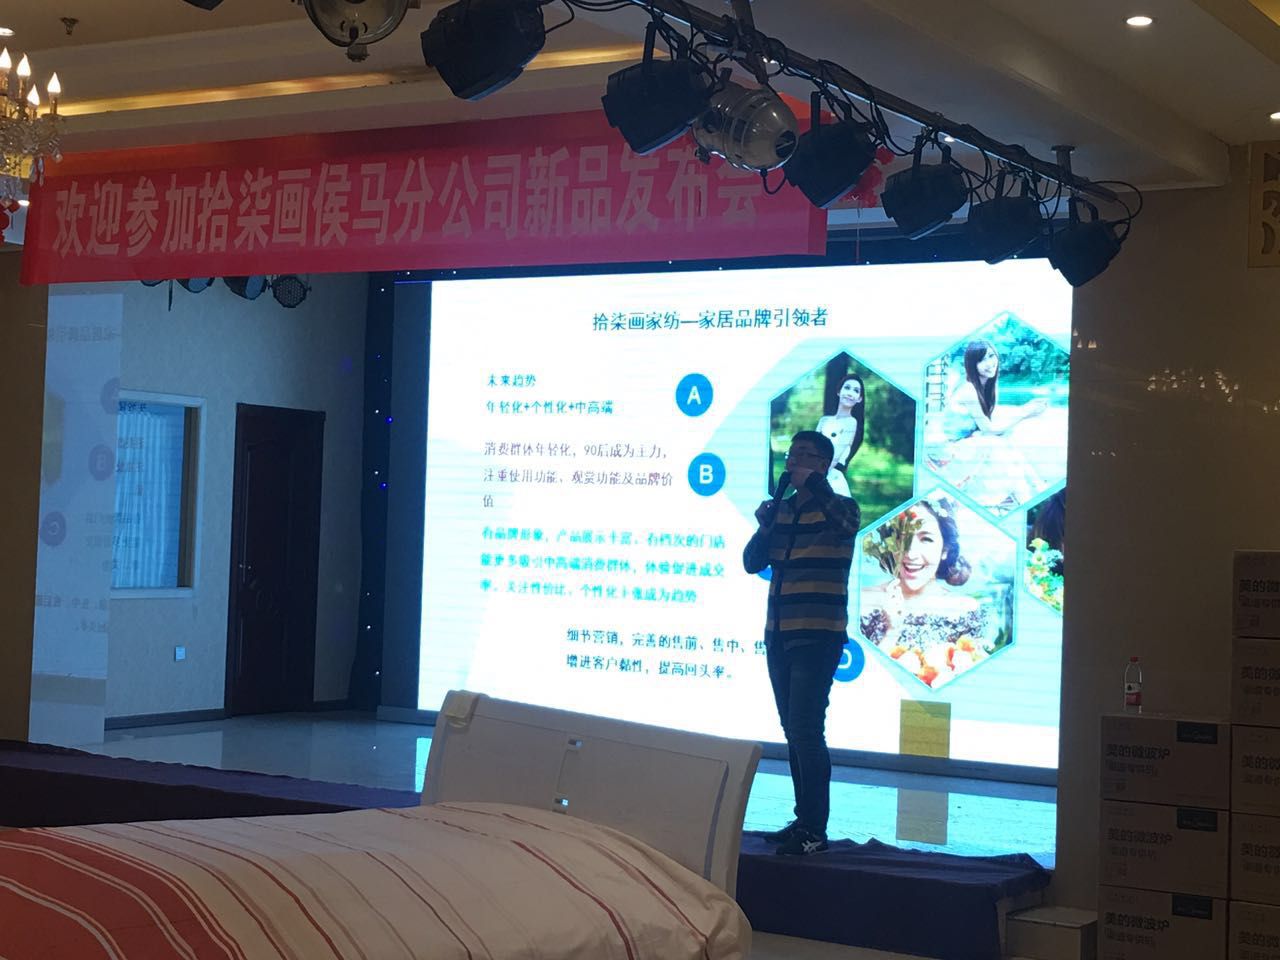 欢迎参加拾柒画侯马分公司新品发布会
拾柒画家纺—家居品牌引领者
未来趋势
年轻化+个性化+中高端
A
消费群体年轻化，90后成为主力，
注重使用功能、观赏功能及品牌价
值
B
有品牌形象，产品展示丰富，有档次的门店
能更多吸引中高端消费群体，体验促进成交
率。关注性价比，个性化主张成为趋势
细节营销，完善的售前、售中、售
增进客户黏性，提高回头率。
D
美的微波炉
美的微波炉
美的微波炉